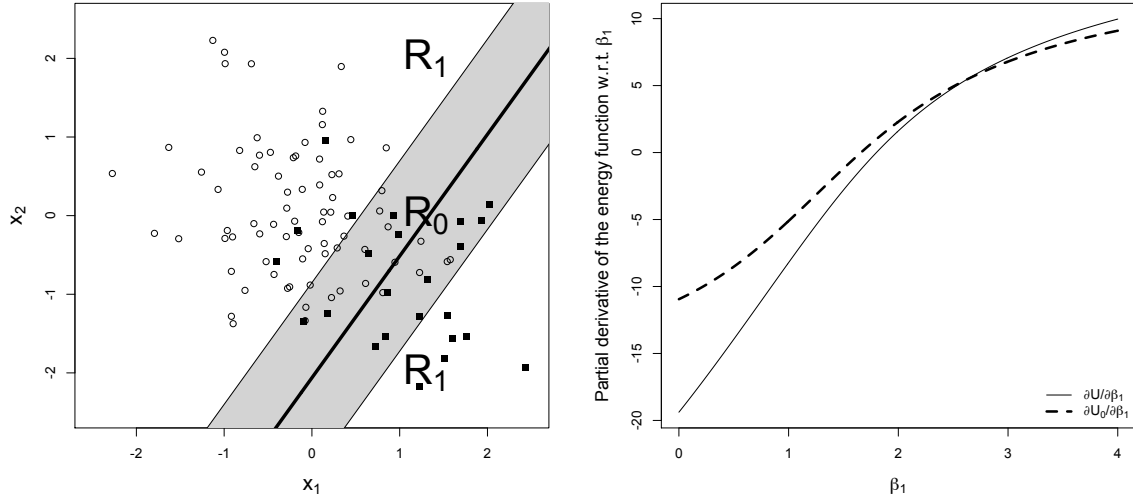 R₁
R₀
R₁
2
1
0
-1
-2
x₂
-2
-1
0
1
2
x₁
Partial derivative of the energy function w.r.t. β₁
10
5
0
-5
-10
-15
-20
0
1
2
3
4
β₁
∂U/∂β₁
∂U₀/∂β₁